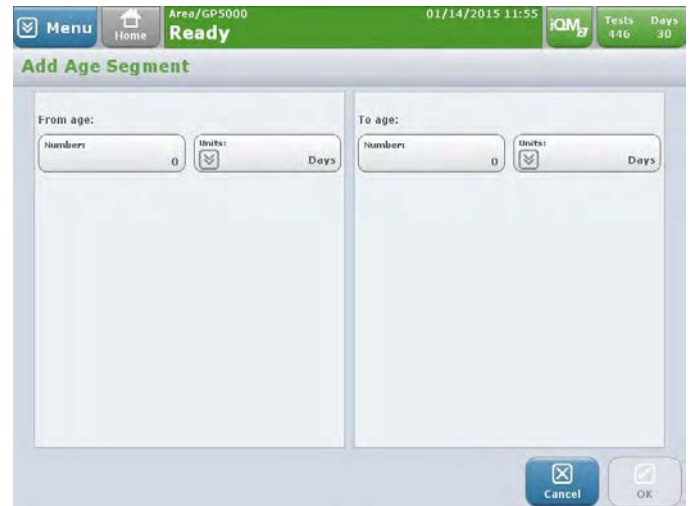 Menu
Home
Area/GP5000
Ready
01/14/2015 11:55
iQM2
Tests Days
446 30
Add Age Segment
From age:
Number:
0
Units:
Days
To age:
Number:
0
Units:
Days
Cancel
OK